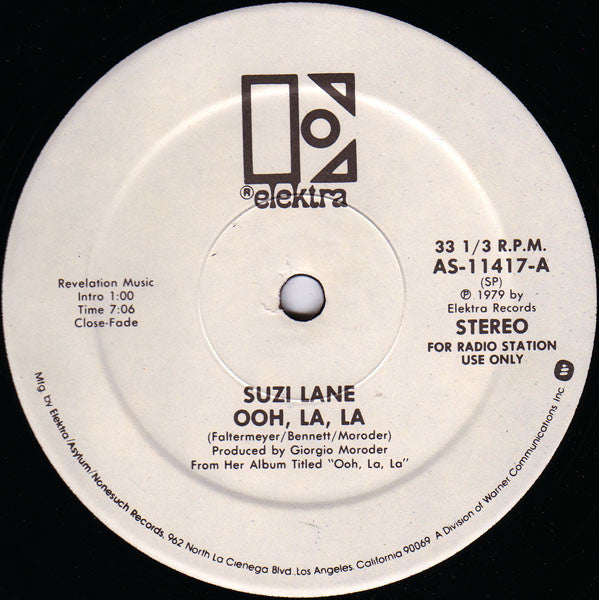 ® elektra
33 1/3 R.P.M.
AS-11417-A
(SP)
℗ 1979 by
Elektra Records
STEREO
FOR RADIO STATION
USE ONLY
Revelation Music
Intro 1:00
Time 7:06
Close-Fade
SUZI LANE
OOH, LA, LA
(Faltermeyer/Bennett/Moroder)
Produced by Giorgio Moroder
From Her Album Titled "Ooh, La, La"
Mfg. by Elektra/Asylum/Nonesuch Records, 962 North La Cienega Blvd., Los Angeles, California 90069 A Division of Warner Communications Inc.